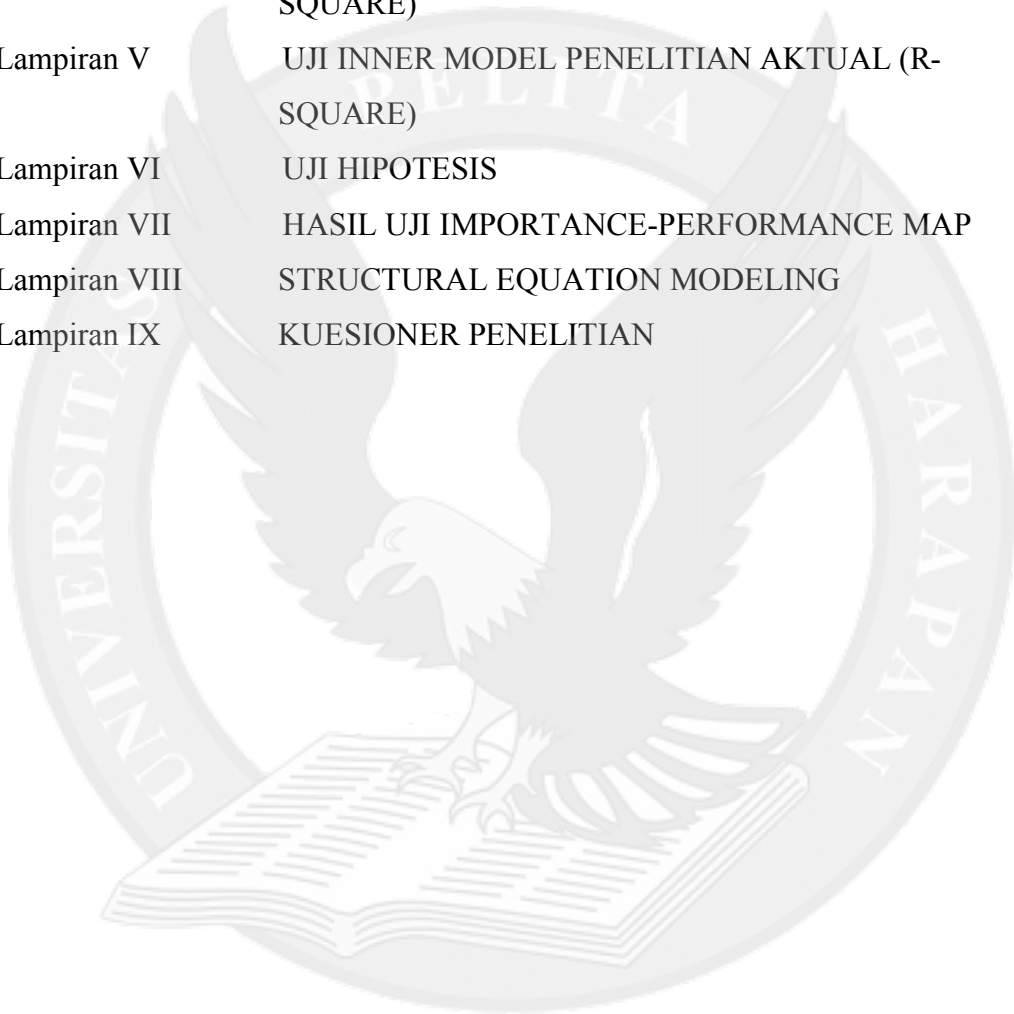 SQUARE)
Lampiran V UJI INNER MODEL PENELITIAN AKTUAL (R-
SQUARE)
Lampiran VI UJI HIPOTESIS
Lampiran VII HASIL UJI IMPORTANCE-PERFORMANCE MAP
Lampiran VIII STRUCTURAL EQUATION MODELING
Lampiran IX KUESIONER PENELITIAN
UNIVERSITAS PELITA HARAPAN